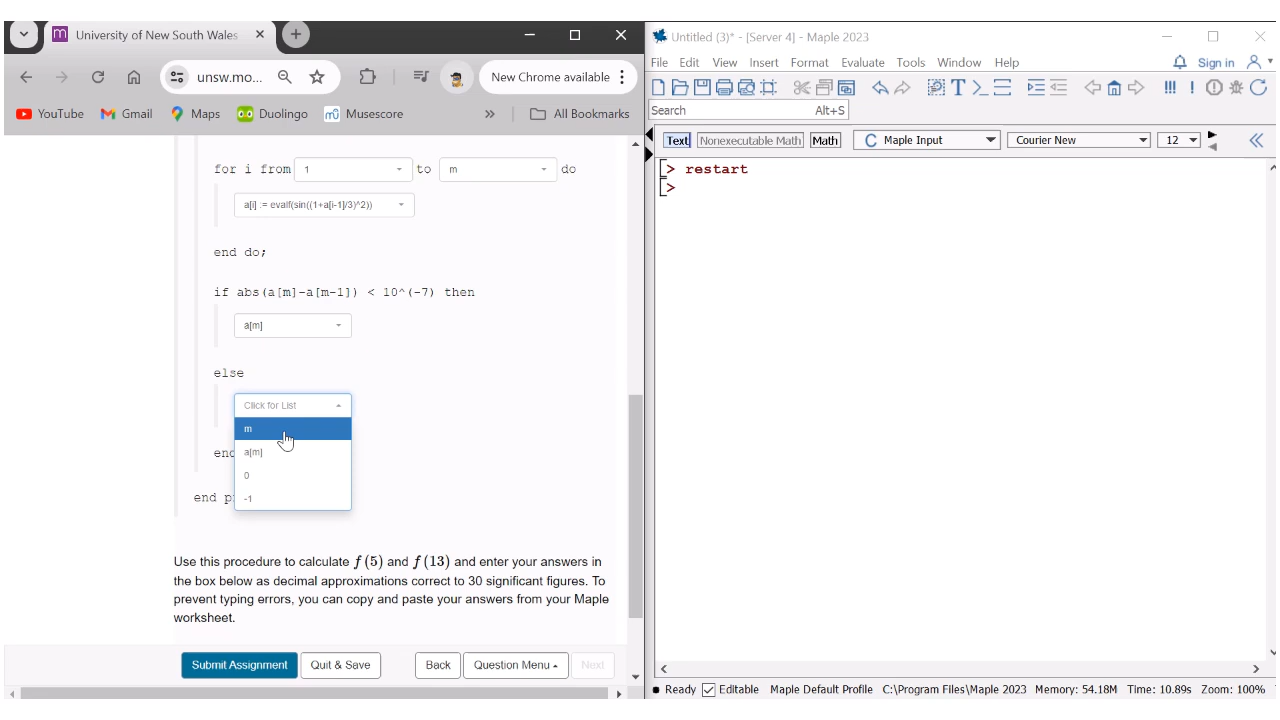 University of New South Wales
unsw.mo...
New Chrome available
YouTube
Gmail
Maps
Duolingo
Musescore
»
All Bookmarks
for i from 1 to m do
a[i] := evalf(sin((1+a[i-1]/3)^2))
end do;
if abs(a[m]-a[m-1]) < 10^(-7) then
a[m]
else
Click for List
m
a[m]
0
-1
end
end p
Use this procedure to calculate f(5) and f(13) and enter your answers in
the box below as decimal approximations correct to 30 significant figures. To
prevent typing errors, you can copy and paste your answers from your Maple
worksheet.
Submit Assignment
Quit & Save
Back
Question Menu
Next
Untitled (3)* - [Server 4] - Maple 2023
File Edit View Insert Format Evaluate Tools Window Help
Sign in
Search Alt+S
Text Nonexecutable Math Math C Maple Input Courier New 12
> restart
>
Ready Editable Maple Default Profile C:\Program Files\Maple 2023 Memory: 54.18M Time: 10.89s Zoom: 100%